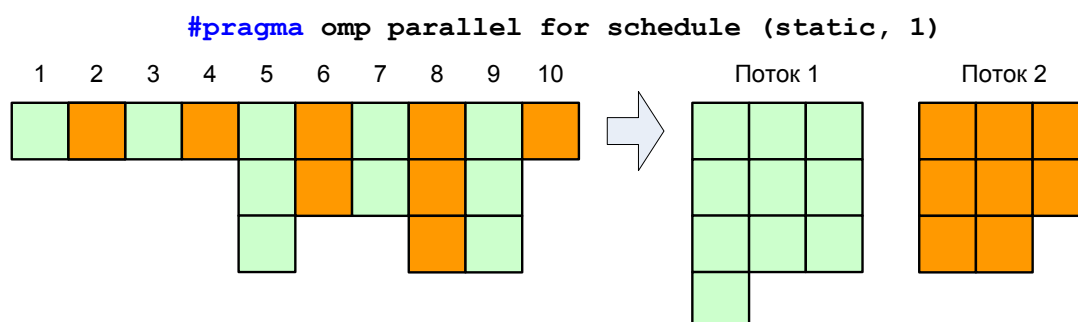 #pragma omp parallel for schedule (static, 1)
1 2 3 4 5 6 7 8 9 10 Поток 1 Поток 2